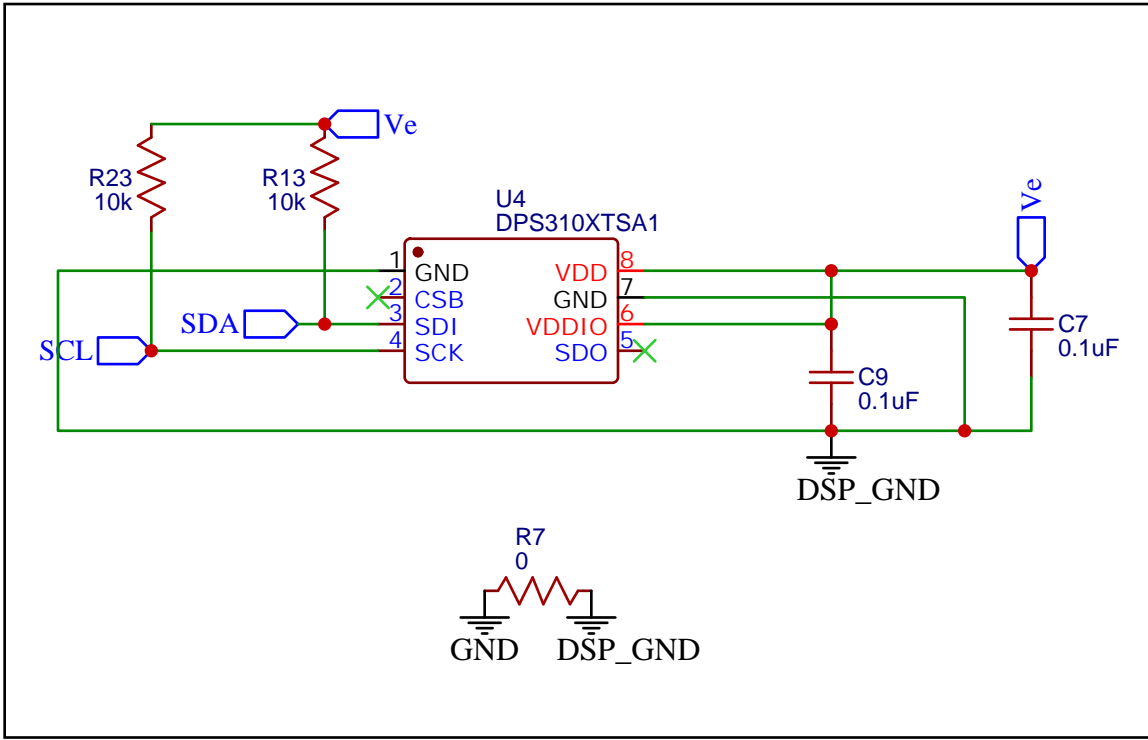 Ve
R23
10k
R13
10k
U4
DPS310XTSA1
Ve
1
GND
2
CSB
3
SDI
4
SCK
VDD
8
GND
7
VDDIO
6
SDO
5
SDA
SCL
C7
0.1uF
C9
0.1uF
DSP_GND
R7
0
GND
DSP_GND